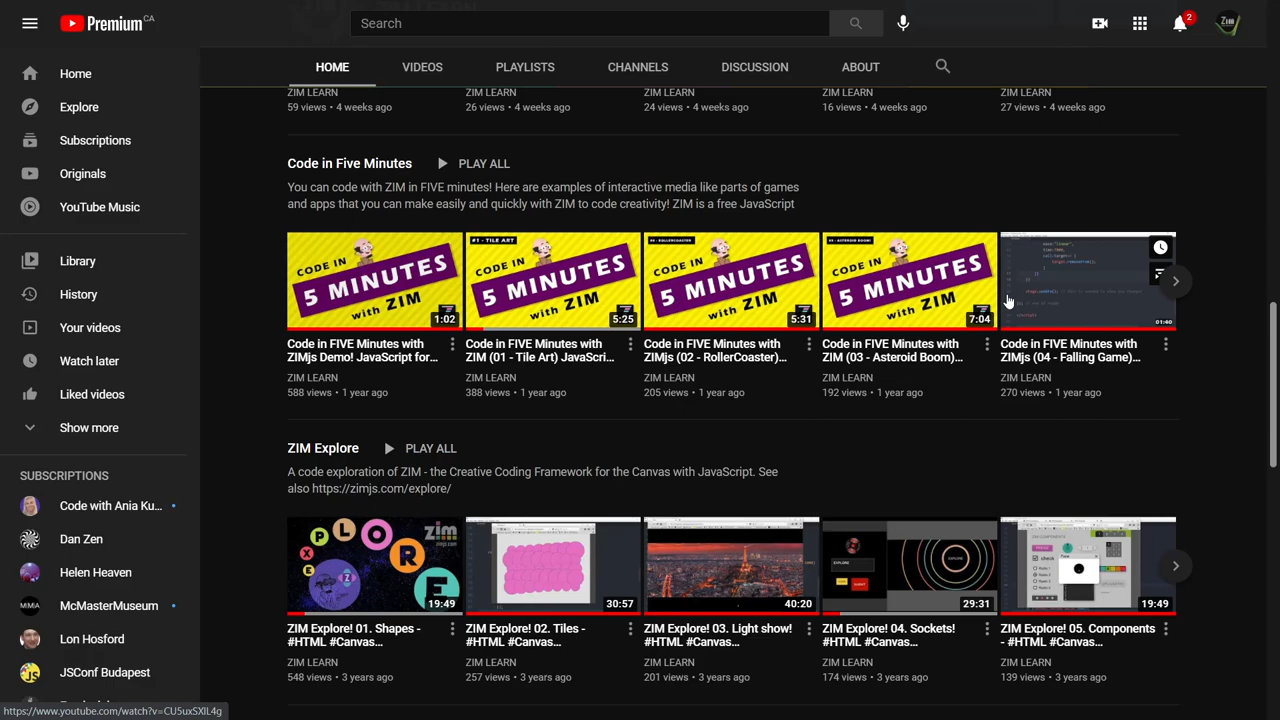 Premium CA
Search
2
Zim
Home
Explore
Subscriptions
Originals
YouTube Music
Library
History
Your videos
Watch later
Liked videos
Show more
SUBSCRIPTIONS
Code with Ania Ku...
Dan Zen
Helen Heaven
McMasterMuseum
Lon Hosford
JSConf Budapest
https://www.youtube.com/watch?v=CU5uxSXlL4g
HOME VIDEOS PLAYLISTS CHANNELS DISCUSSION ABOUT
ZIM LEARN ZIM LEARN ZIM LEARN ZIM LEARN ZIM LEARN
59 views • 4 weeks ago 26 views • 4 weeks ago 24 views • 4 weeks ago 16 views • 4 weeks ago 27 views • 4 weeks ago
Code in Five Minutes PLAY ALL
You can code with ZIM in FIVE minutes! Here are examples of interactive media like parts of games
and apps that you can make easily and quickly with ZIM to code creativity! ZIM is a free JavaScript
CODE IN
5 MINUTES
with ZIM
1:02
#1 - TILE ART
CODE IN
5 MINUTES
with ZIM
5:25
CODE IN
5 MINUTES
with ZIM
5:31
CODE IN
5 MINUTES
with ZIM
7:04
01:40
Code in FIVE Minutes with
ZIMjs Demo! JavaScript for...
ZIM LEARN
588 views • 1 year ago
Code in FIVE Minutes with
ZIM (01 - Tile Art) JavaScri...
ZIM LEARN
388 views • 1 year ago
Code in FIVE Minutes with
ZIMjs (02 - RollerCoaster)...
ZIM LEARN
205 views • 1 year ago
Code in FIVE Minutes with
ZIM (03 - Asteroid Boom)...
ZIM LEARN
192 views • 1 year ago
Code in FIVE Minutes with
ZIMjs (04 - Falling Game)...
ZIM LEARN
270 views • 1 year ago
ZIM Explore PLAY ALL
A code exploration of ZIM - the Creative Coding Framework for the Canvas with JavaScript. See
also https://zimjs.com/explore/
EXPLORE
zim
19:49
30:57
40:20
EXPLORE
29:31
19:49
ZIM Explore! 01. Shapes -
#HTML #Canvas...
ZIM LEARN
548 views • 3 years ago
ZIM Explore! 02. Tiles -
#HTML #Canvas...
ZIM LEARN
257 views • 3 years ago
ZIM Explore! 03. Light show!
#HTML #Canvas...
ZIM LEARN
201 views • 3 years ago
ZIM Explore! 04. Sockets!
#HTML #Canvas...
ZIM LEARN
174 views • 3 years ago
ZIM Explore! 05. Components
- #HTML #Canvas...
ZIM LEARN
139 views • 3 years ago